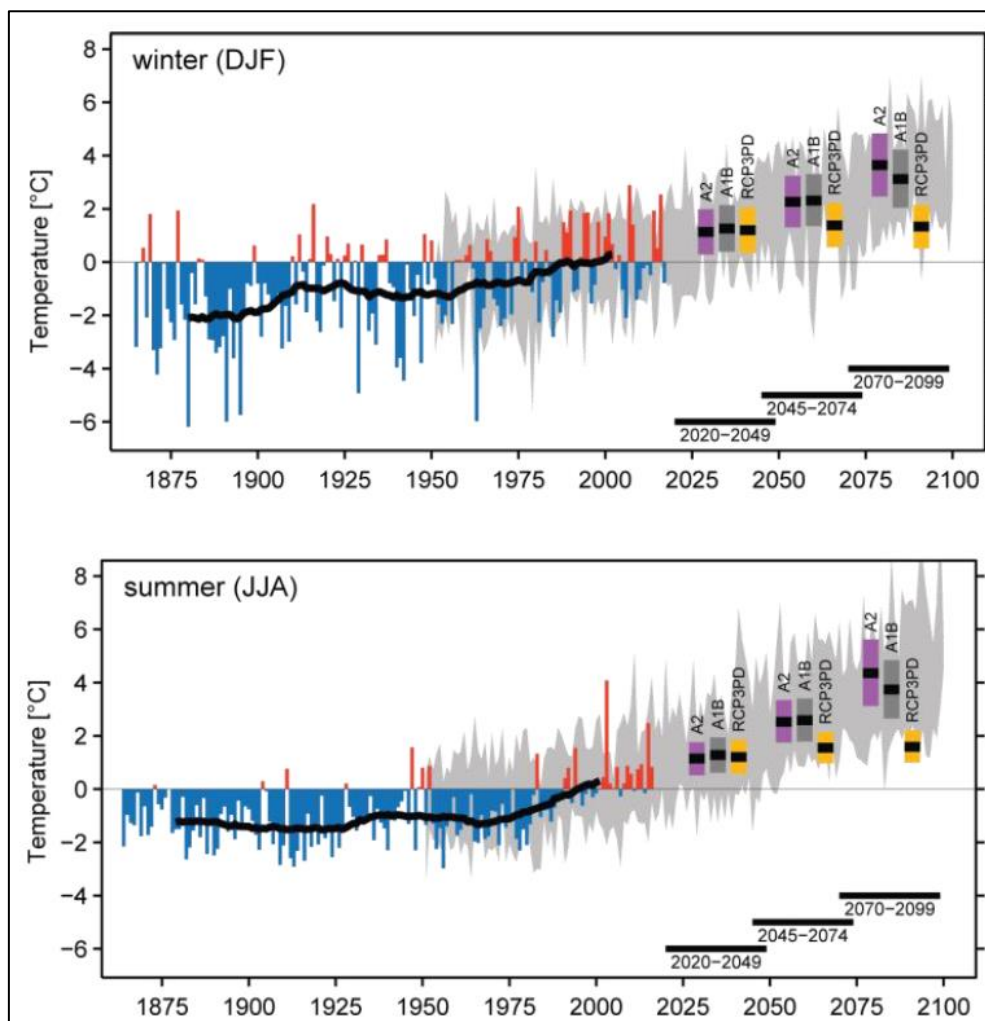 winter (DJF)
Temperature [°C]
8
6
4
2
0
−2
−4
−6
A2
A1B
RCP3PD
A2
A1B
RCP3PD
A2
A1B
RCP3PD
2070−2099
2045−2074
2020−2049
1875 1900 1925 1950 1975 2000 2025 2050 2075 2100
summer (JJA)
Temperature [°C]
8
6
4
2
0
−2
−4
−6
A2
A1B
RCP3PD
A2
A1B
RCP3PD
A2
A1B
RCP3PD
2070−2099
2045−2074
2020−2049
1875 1900 1925 1950 1975 2000 2025 2050 2075 2100